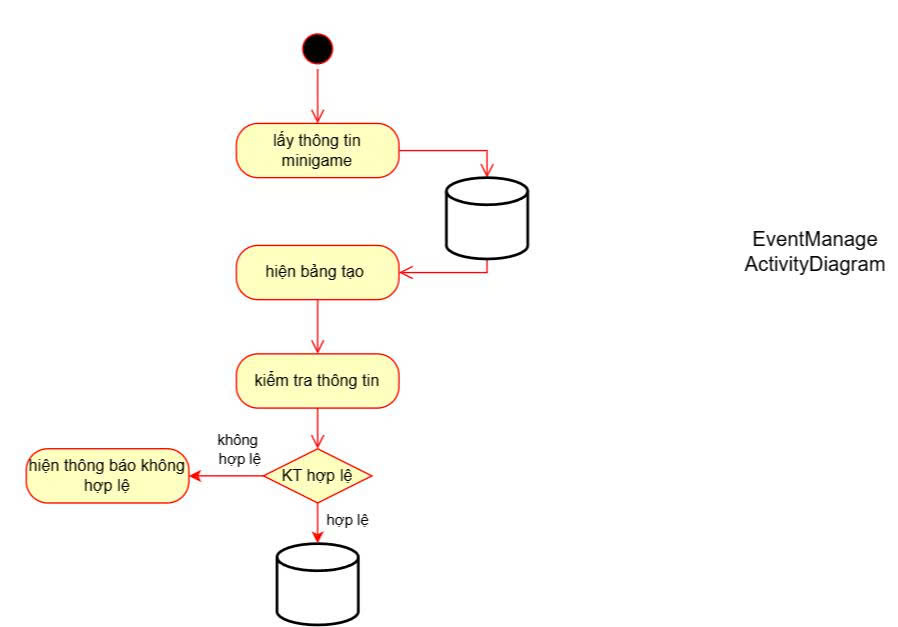 lấy thông tin
minigame
EventManage
ActivityDiagram
hiện bảng tạo
kiểm tra thông tin
không
hợp lệ
hiện thông báo không
hợp lệ
KT hợp lệ
hợp lệ